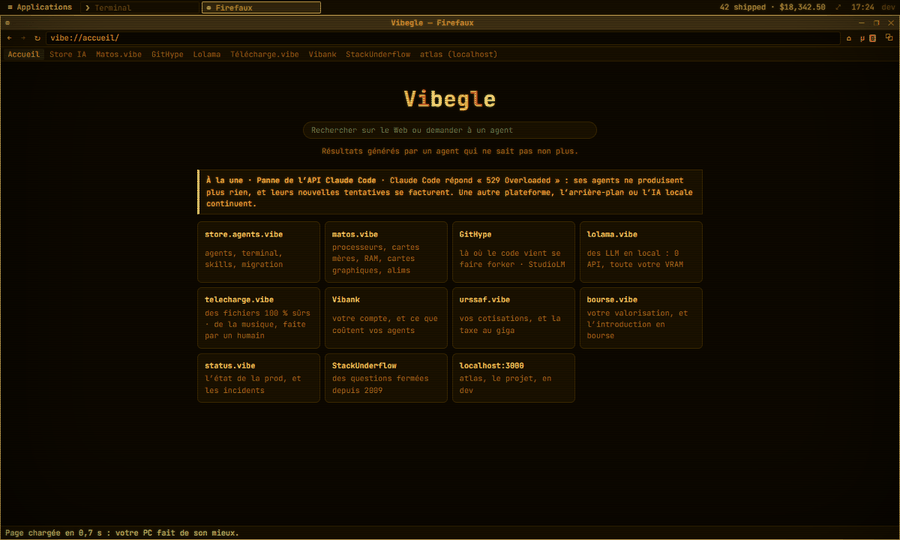 Applications
Terminal
Firefaux
42 shipped · $18,342.50
17:24
dev
Vibegle — Firefaux
vibe://accueil/
Accueil Store IA Matos.vibe GitHype Lolama Télécharge.vibe Vibank StackUnderflow atlas (localhost)
Vibegle
Rechercher sur le Web ou demander à un agent
Résultats générés par un agent qui ne sait pas non plus.
À la une · Panne de l’API Claude Code · Claude Code répond « 529 Overloaded » : ses agents ne produisent
plus rien, et leurs nouvelles tentatives se facturent. Une autre plateforme, l’arrière-plan ou l’IA locale
continuent.
store.agents.vibe
agents, terminal,
skills, migration
matos.vibe
processeurs, cartes
mères, RAM, cartes
graphiques, alims
GitHype
là où le code vient se
faire forker · StudioLM
lolama.vibe
des LLM en local : 0
API, toute votre VRAM
telecharge.vibe
des fichiers 100 % sûrs
· de la musique, faite
par un humain
Vibank
votre compte, et ce que
coûtent vos agents
urssaf.vibe
vos cotisations, et la
taxe au giga
bourse.vibe
votre valorisation, et
l’introduction en
bourse
status.vibe
l’état de la prod, et
les incidents
StackUnderflow
des questions fermées
depuis 2009
localhost:3000
atlas, le projet, en
dev
Page chargée en 0,7 s : votre PC fait de son mieux.